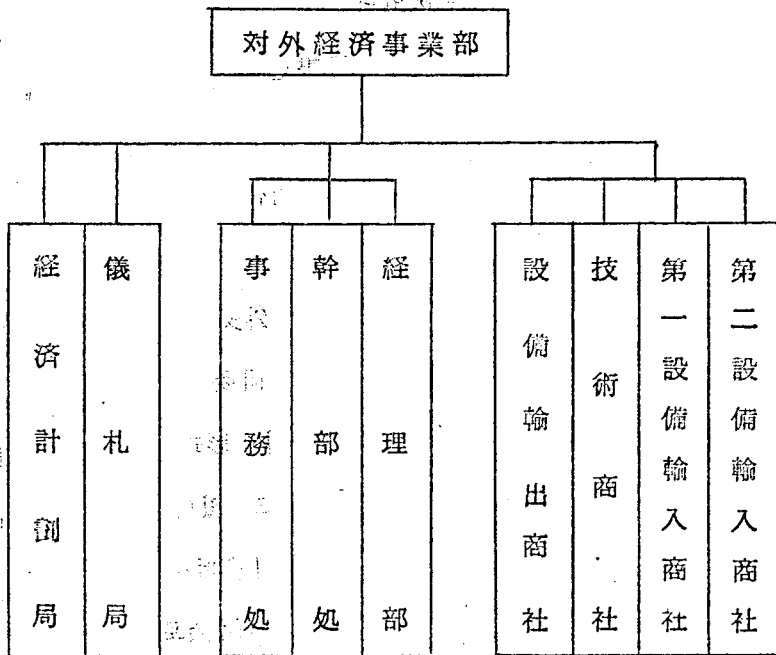 対外経済事業部
経済計劃局
儀礼局
事務処
幹部処
経理部
設備輸出商社
技術商社
第一設備輸入商社
第二設備輸入商社